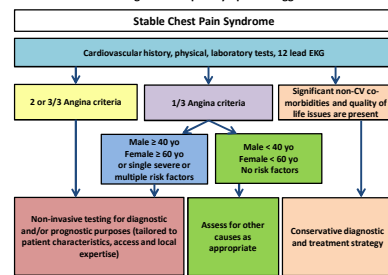 Stable Chest Pain Syndrome
Cardiovascular history, physical, laboratory tests, 12 lead EKG
2 or 3/3 Angina criteria
1/3 Angina criteria
Significant non-CV co-
morbidities and quality of
life issues are present
Male ≥ 40 yo
Female ≥ 60 yo
or single severe or
multiple risk factors
Male < 40 yo
Female < 60 yo
No risk factors
Non-invasive testing for diagnostic
and/or prognostic purposes (tailored to
patient characteristics, access and local
expertise)
Assess for other
causes as
appropriate
Conservative diagnostic
and treatment strategy